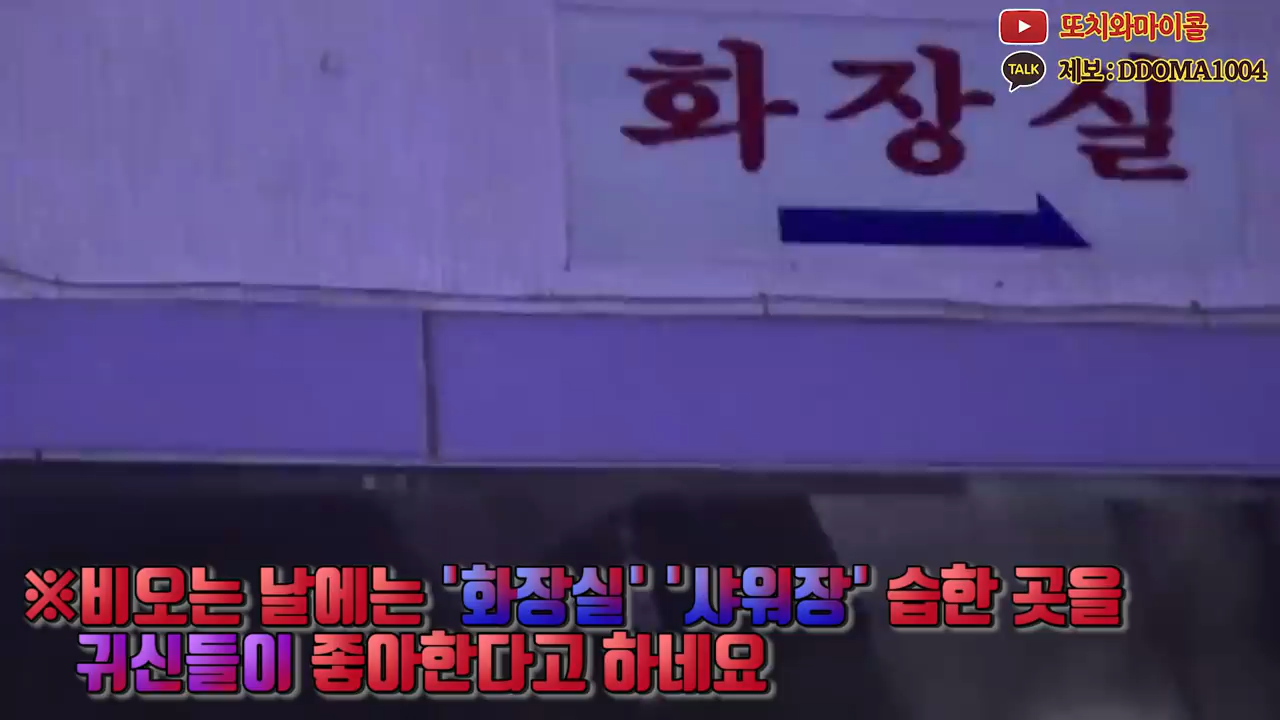 또치와마이콜
TALK 제보 : DDOMA1004
화장실
※비오는 날에는 '화장실' '샤워장' 습한 곳을
귀신들이 좋아한다고 하네요